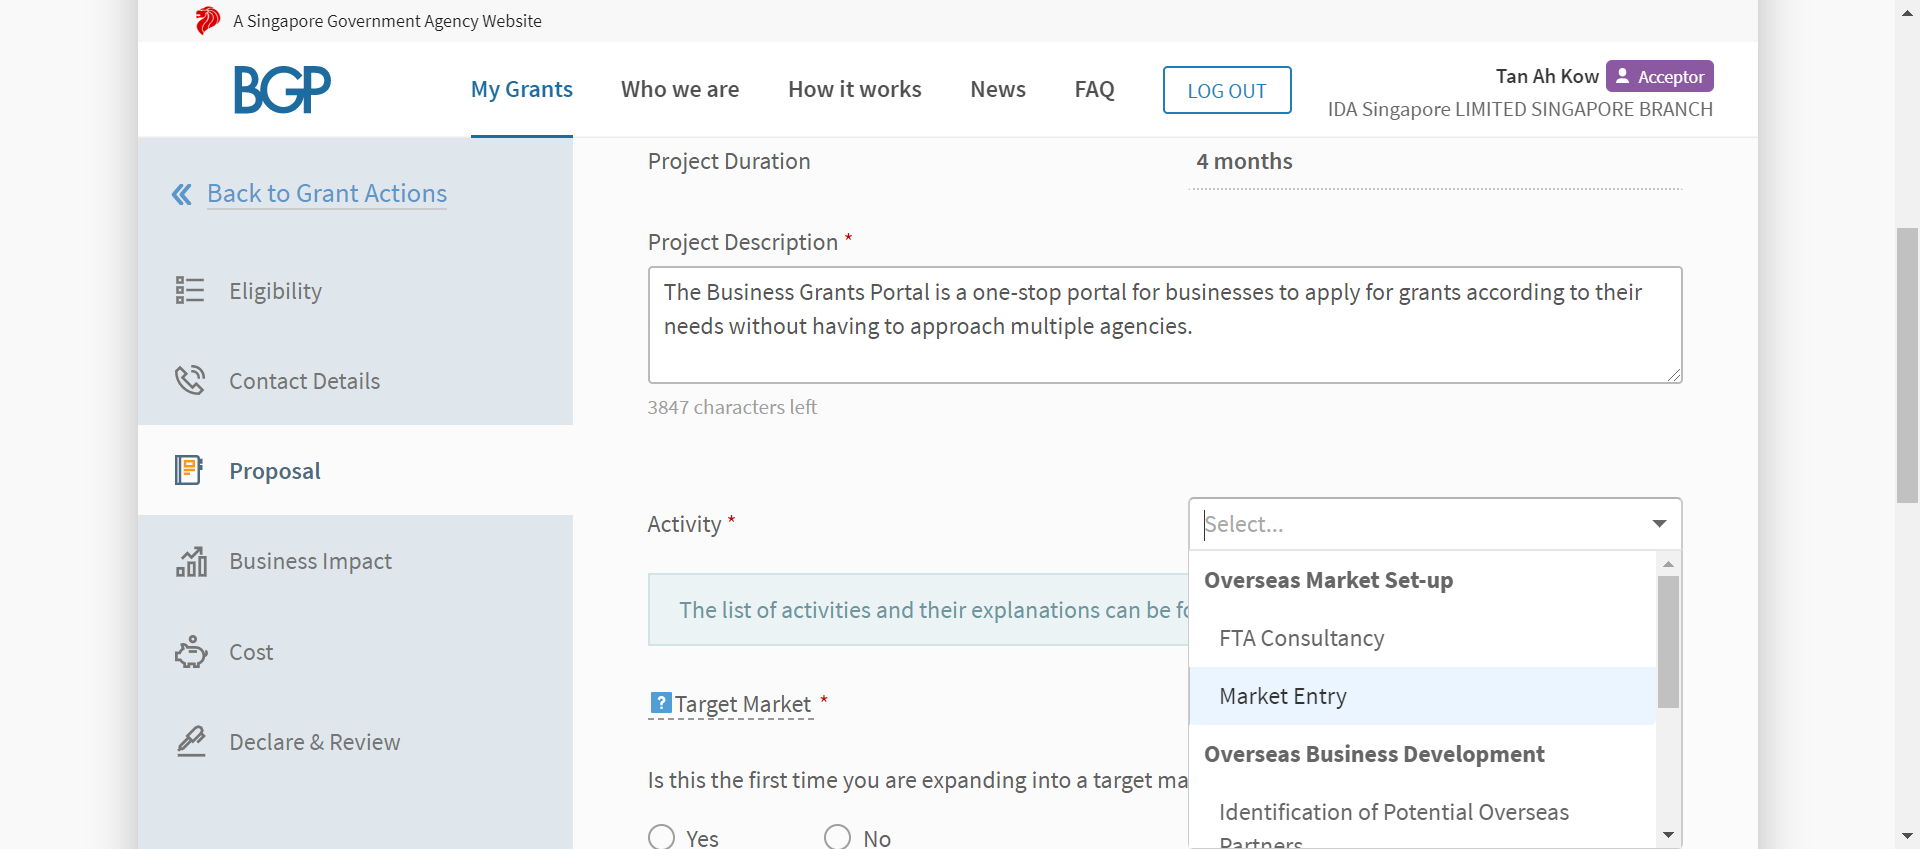 A Singapore Government Agency Website
BGP
My Grants
Who we are
How it works
News
FAQ
LOG OUT
Tan Ah Kow
Acceptor
IDA Singapore LIMITED SINGAPORE BRANCH
Back to Grant Actions
Eligibility
Contact Details
Proposal
Business Impact
Cost
Declare & Review
Project Duration
4 months
Project Description *
The Business Grants Portal is a one-stop portal for businesses to apply for grants according to their
needs without having to approach multiple agencies.
3847 characters left
Activity *
Select...
Overseas Market Set-up
FTA Consultancy
Market Entry
Overseas Business Development
Identification of Potential Overseas
Partners
The list of activities and their explanations can be
? Target Market *
Is this the first time you are expanding into a target
Yes
No